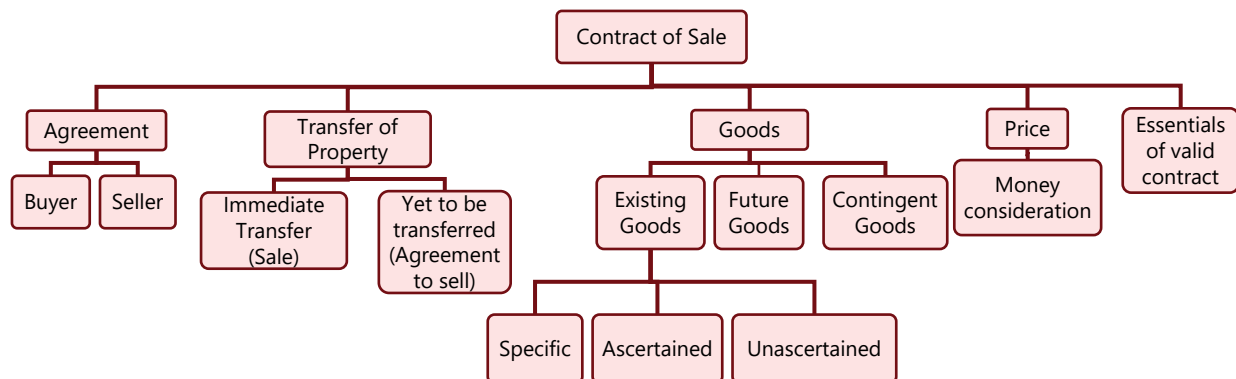 Contract of Sale
Agreement
Transfer of
Property
Goods
Price
Essentials
of valid
contract
Buyer
Seller
Immediate
Transfer
(Sale)
Yet to be
transferred
(Agreement
to sell)
Existing
Goods
Future
Goods
Contingent
Goods
Money
consideration
Specific
Ascertained
Unascertained